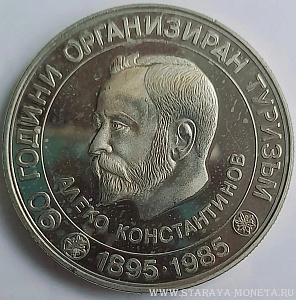 90 ГОДИНИ ОРГАНИЗИРАН ТУРИЗЪМ
АЛЕКО КОНСТАНТИНОВ
1895·1985
© WWW.STARAYA-MONETA.RU